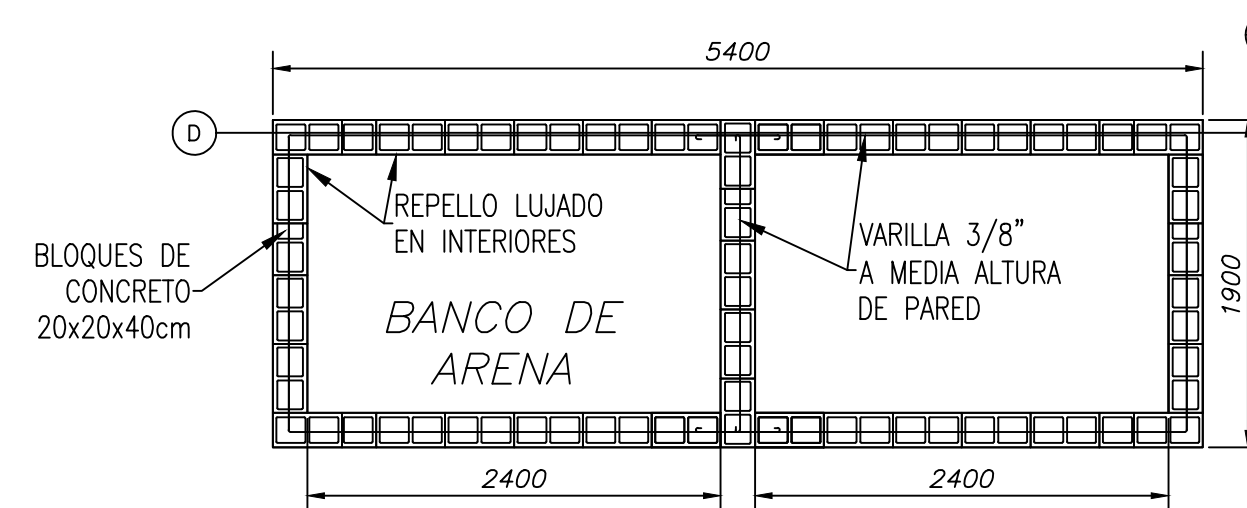 5400
D
REPELLO LUJADO
EN INTERIORES
VARILLA 3/8”
A MEDIA ALTURA
DE PARED
BLOQUES DE
CONCRETO
20x20x40cm
BANCO DE
ARENA
1900
2400
2400